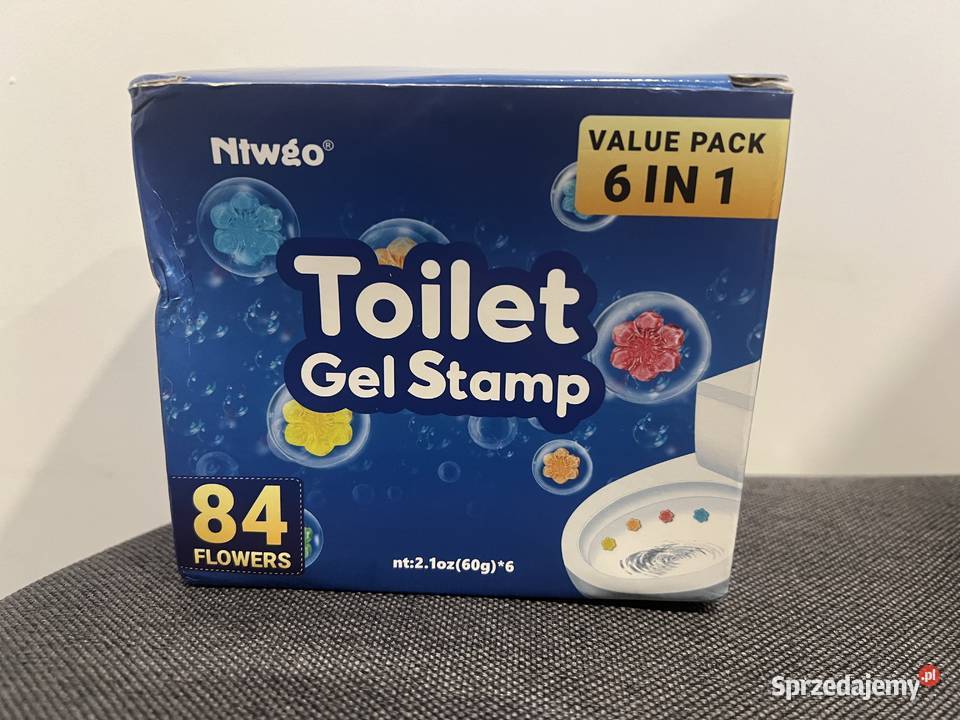 Ntwgo®
VALUE PACK
6 IN 1
Toilet
Gel Stamp
84
FLOWERS
nt:2.1oz(60g)*6
Sprzedajemy.pl